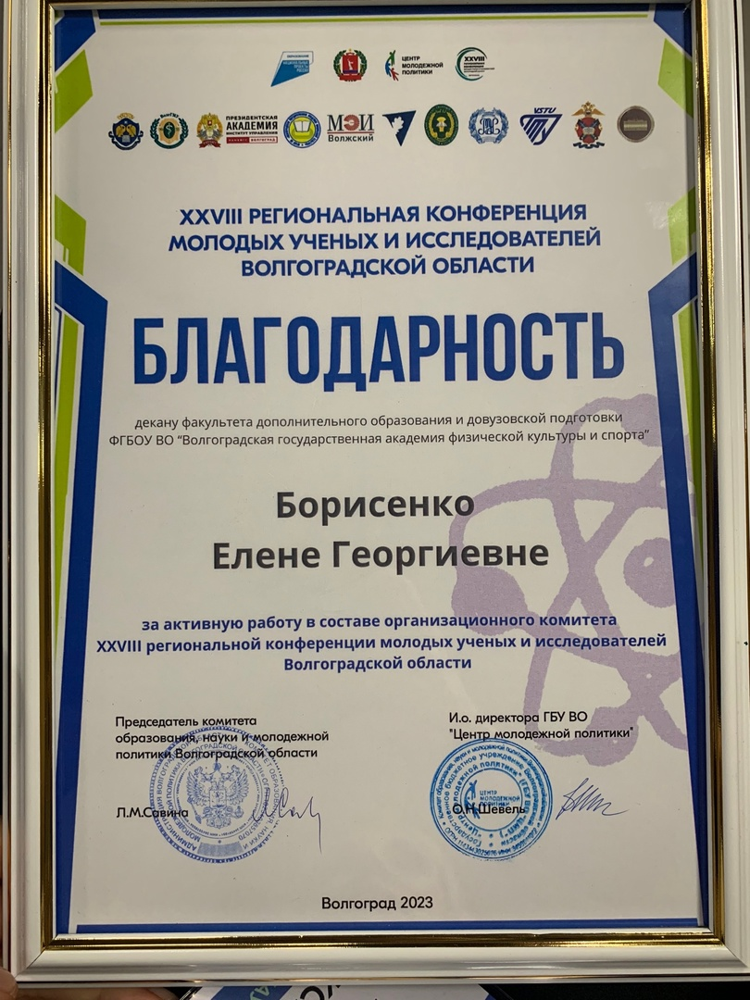 ЦЕНТР
МОЛОДЕЖНОЙ
ПОЛИТИКИ
XXVIII
ПРЕЗИДЕНТСКАЯ
АКАДЕМИЯ
ИНСТИТУТ УПРАВЛЕНИЯ
МЭИ
Волжский
VSTU
XXVIII РЕГИОНАЛЬНАЯ КОНФЕРЕНЦИЯ
МОЛОДЫХ УЧЕНЫХ И ИССЛЕДОВАТЕЛЕЙ
ВОЛГОГРАДСКОЙ ОБЛАСТИ
БЛАГОДАРНОСТЬ
декану факультета дополнительного образования и довузовской подготовки
ФГБОУ ВО "Волгоградская государственная академия физической культуры и спорта"
Борисенко
Елене Георгиевне
за активную работу в составе организационного комитета
XXVIII региональной конференции молодых ученых и исследователей
Волгоградской области
Председатель комитета
образования, науки и молодежной
политики Волгоградской области
Л.М.Савина
И.о. директора ГБУ ВО
"Центр молодежной политики"
О.Н.Шевель
Волгоград 2023